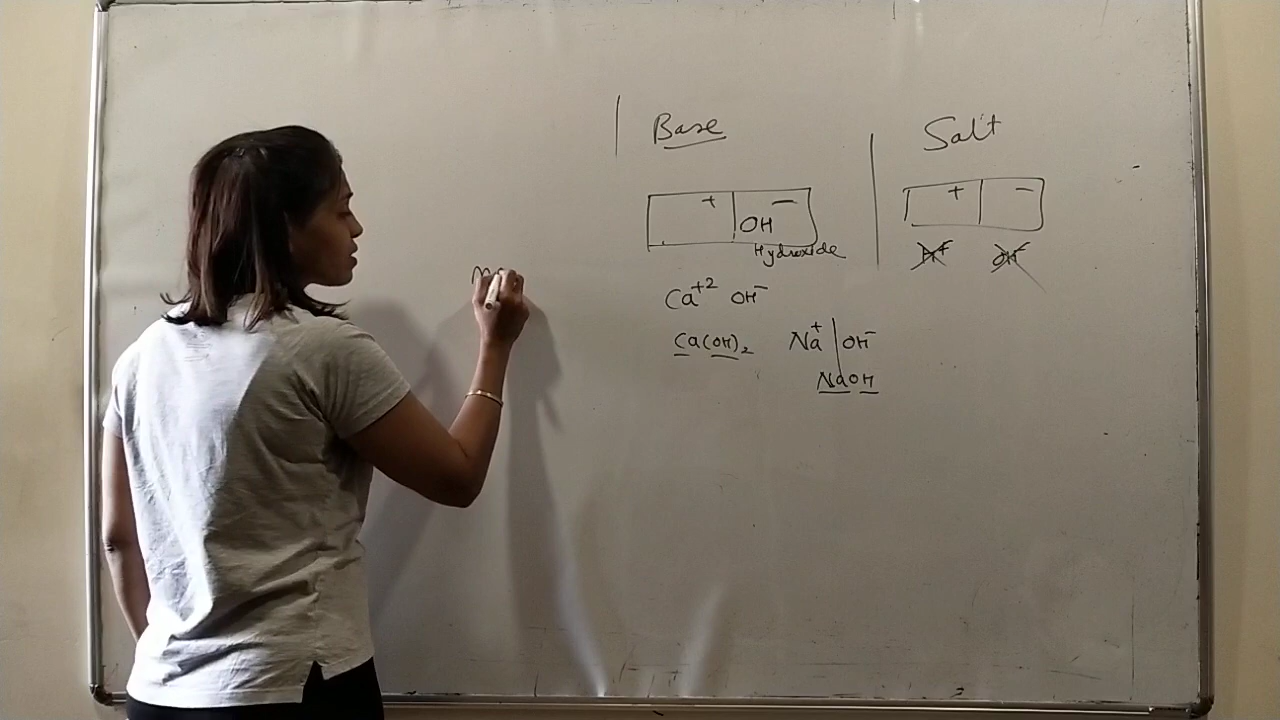 Base
Salt
+ OH⁻
Hydroxide
+ −
H⁺ OH⁻
Ca⁺² OH⁻
Ca(OH)₂
Na⁺ | OH⁻
NaOH